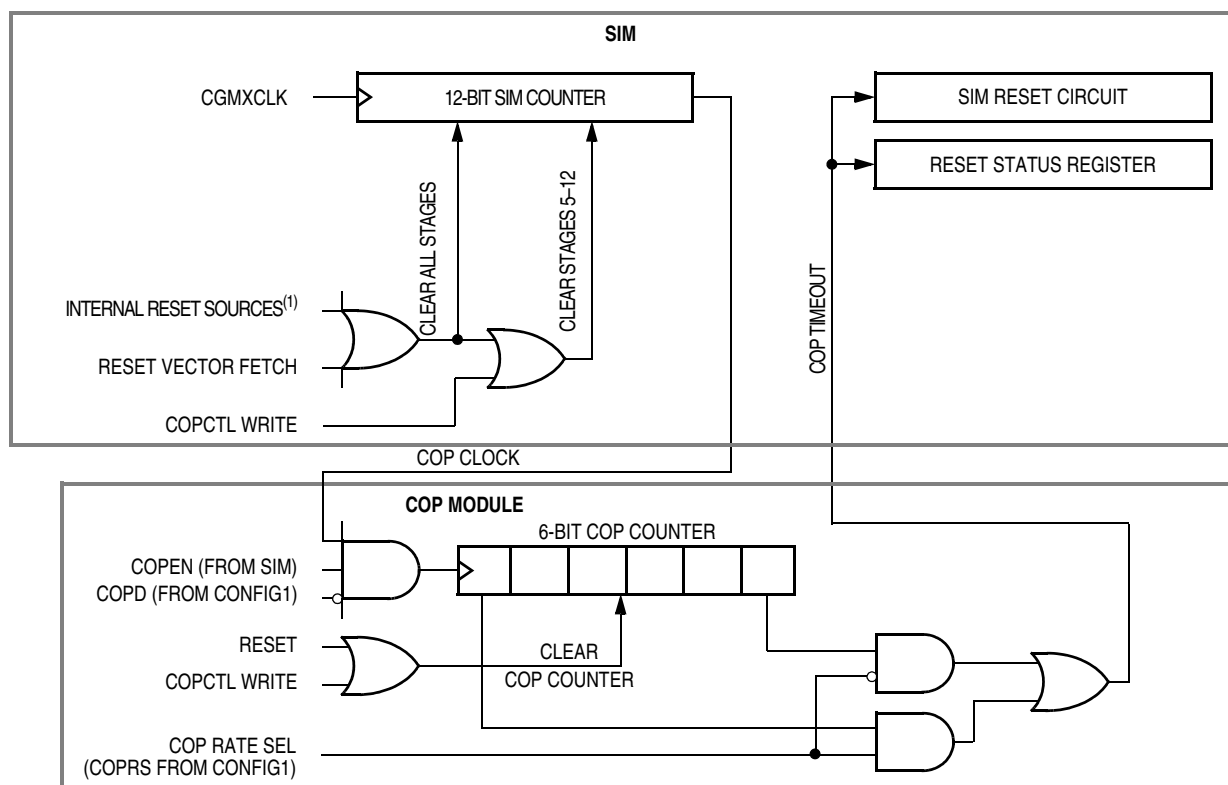 SIM
CGMXCLK
12-BIT SIM COUNTER
SIM RESET CIRCUIT
RESET STATUS REGISTER
CLEAR ALL STAGES
CLEAR STAGES 5–12
COP TIMEOUT
INTERNAL RESET SOURCES(1)
RESET VECTOR FETCH
COPCTL WRITE
COP CLOCK
COP MODULE
6-BIT COP COUNTER
COPEN (FROM SIM)
COPD (FROM CONFIG1)
RESET
COPCTL WRITE
CLEAR
COP COUNTER
COP RATE SEL
(COPRS FROM CONFIG1)